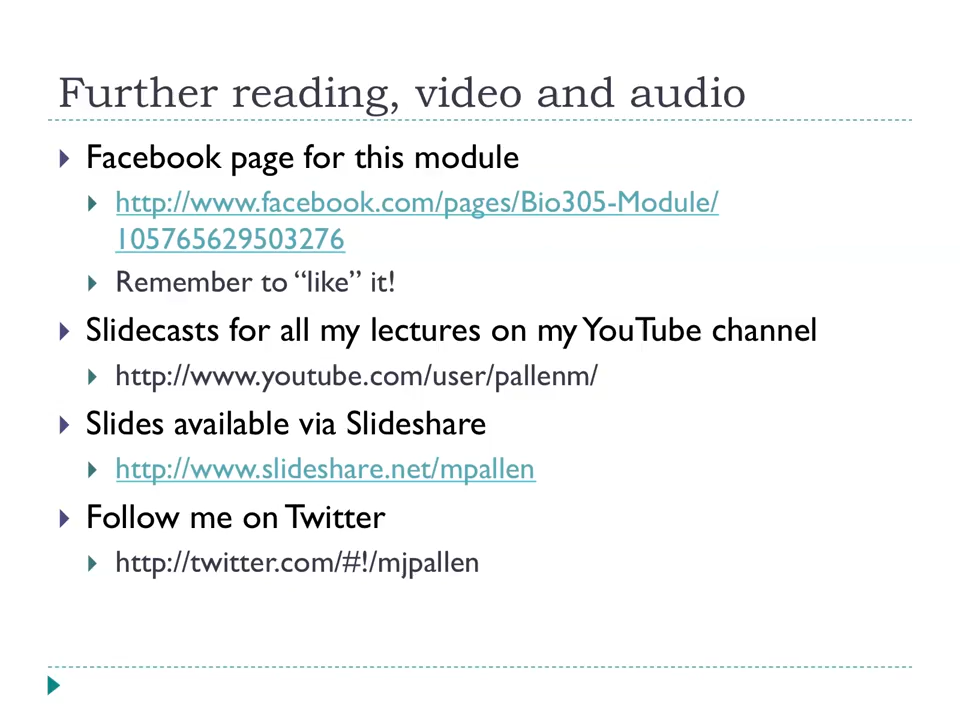 Further reading, video and audio
Facebook page for this module
http://www.facebook.com/pages/Bio305-Module/
105765629503276
Remember to “like” it!
Slidecasts for all my lectures on my YouTube channel
http://www.youtube.com/user/pallenm/
Slides available via Slideshare
http://www.slideshare.net/mpallen
Follow me on Twitter
http://twitter.com/#!/mjpallen